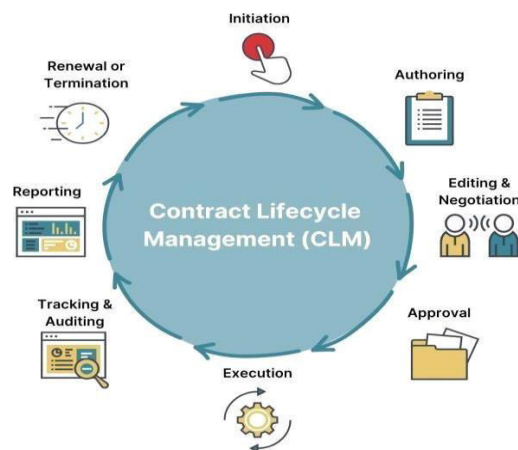 Initiation
Authoring
Editing &
Negotiation
Approval
Execution
Tracking &
Auditing
Reporting
Renewal or
Termination
Contract Lifecycle
Management (CLM)